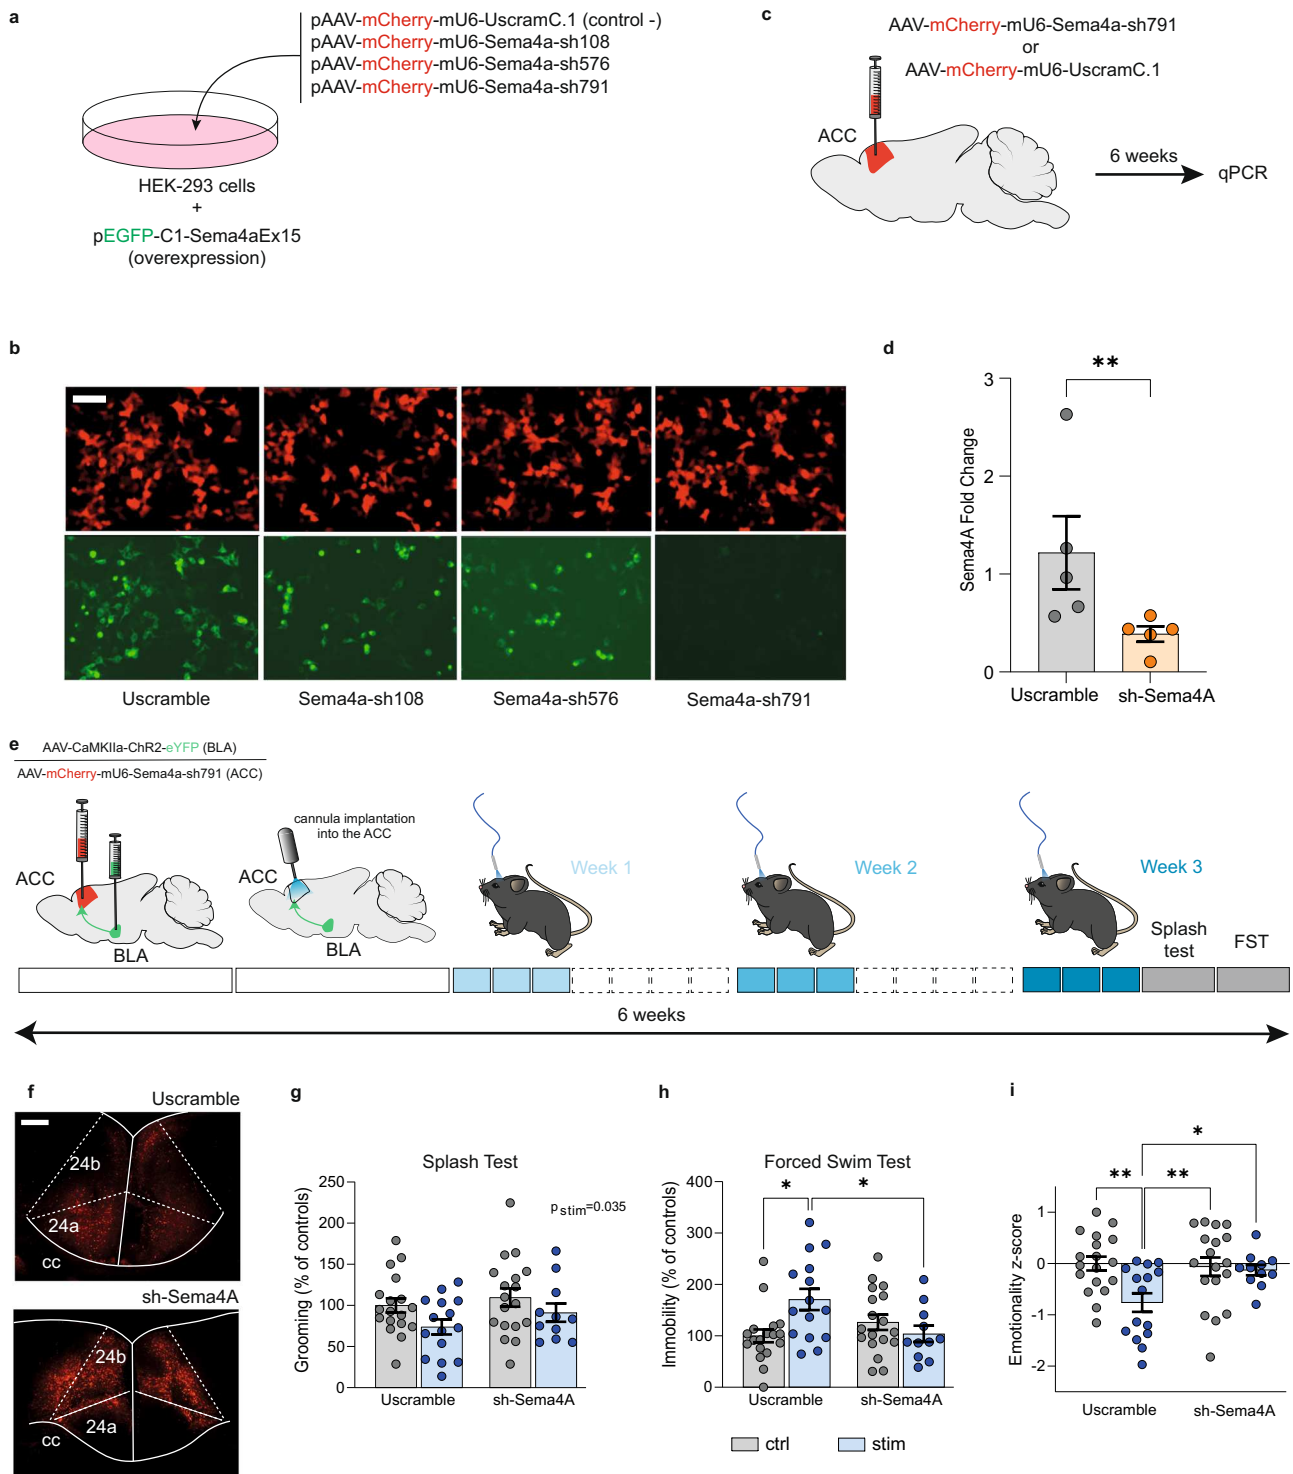 a
pAAV-mCherry-mU6-UscramC.1 (control -)
pAAV-mCherry-mU6-Sema4a-sh108
pAAV-mCherry-mU6-Sema4a-sh576
pAAV-mCherry-mU6-Sema4a-sh791
HEK-293 cells
+
pEGFP-C1-Sema4aEx15
(overexpression)
c
AAV-mCherry-mU6-Sema4a-sh791
or
AAV-mCherry-mU6-UscramC.1
ACC
6 weeks
qPCR
b
Uscramble
Sema4a-sh108
Sema4a-sh576
Sema4a-sh791
d
**
Sema4A Fold Change
3
2
1
0
Uscramble
sh-Sema4A
e
AAV-CaMKIIa-ChR2-eYFP (BLA)
AAV-mCherry-mU6-Sema4a-sh791 (ACC)
ACC
BLA
cannula implantation
into the ACC
ACC
BLA
Week 1
Week 2
Week 3
Splash
test
FST
6 weeks
f
Uscramble
24b
24a
cc
sh-Sema4A
24b
24a
cc
g
Splash Test
Grooming (% of controls)
250
200
150
100
50
0
p stim=0.035
Uscramble
sh-Sema4A
h
Forced Swim Test
Immobility (% of controls)
400
300
200
100
0
*
*
Uscramble
sh-Sema4A
ctrl
stim
i
Emotionality z-score
1
0
-1
-2
*
**
**
Uscramble
sh-Sema4A